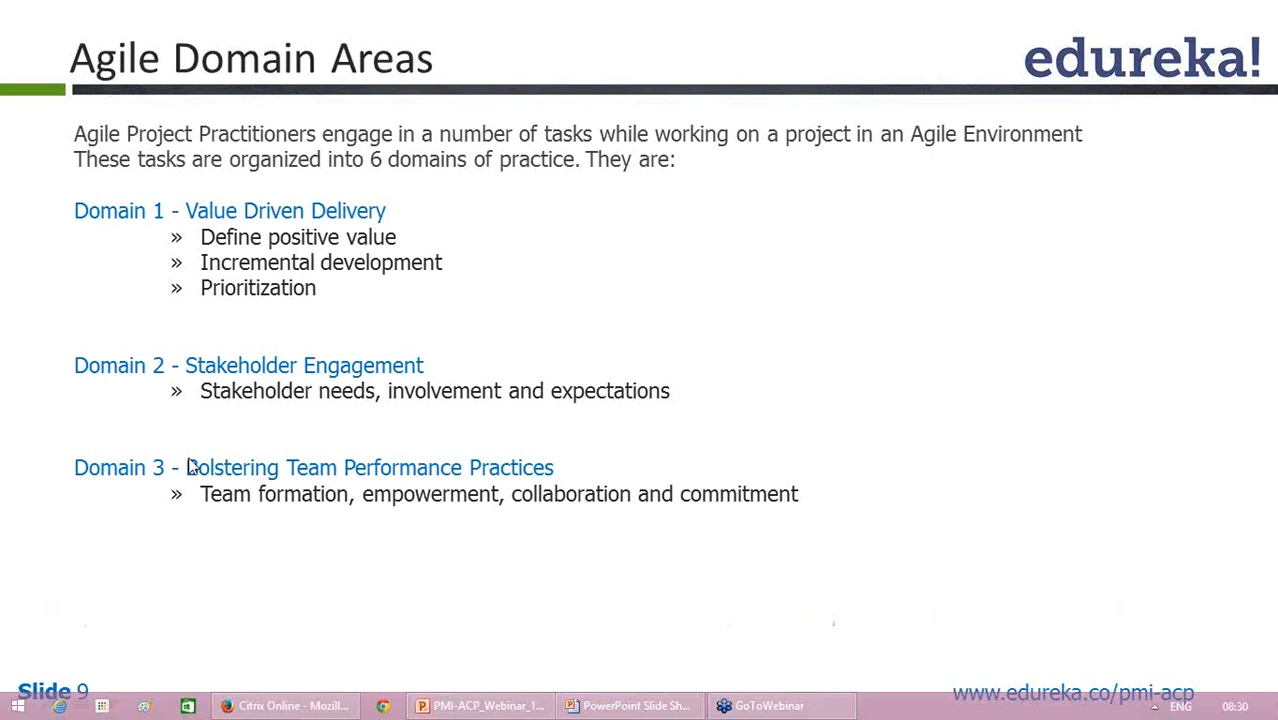 Agile Domain Areas
edureka!
Agile Project Practitioners engage in a number of tasks while working on a project in an Agile Environment
These tasks are organized into 6 domains of practice. They are:
Domain 1 - Value Driven Delivery
» Define positive value
» Incremental development
» Prioritization
Domain 2 - Stakeholder Engagement
» Stakeholder needs, involvement and expectations
Domain 3 - Bolstering Team Performance Practices
» Team formation, empowerment, collaboration and commitment
Slide 9
www.edureka.co/pmi-acp
Citrix Online - Mozill...
PMI-ACP_Webinar_1...
PowerPoint Slide Sh...
GoToWebinar
ENG
08:30